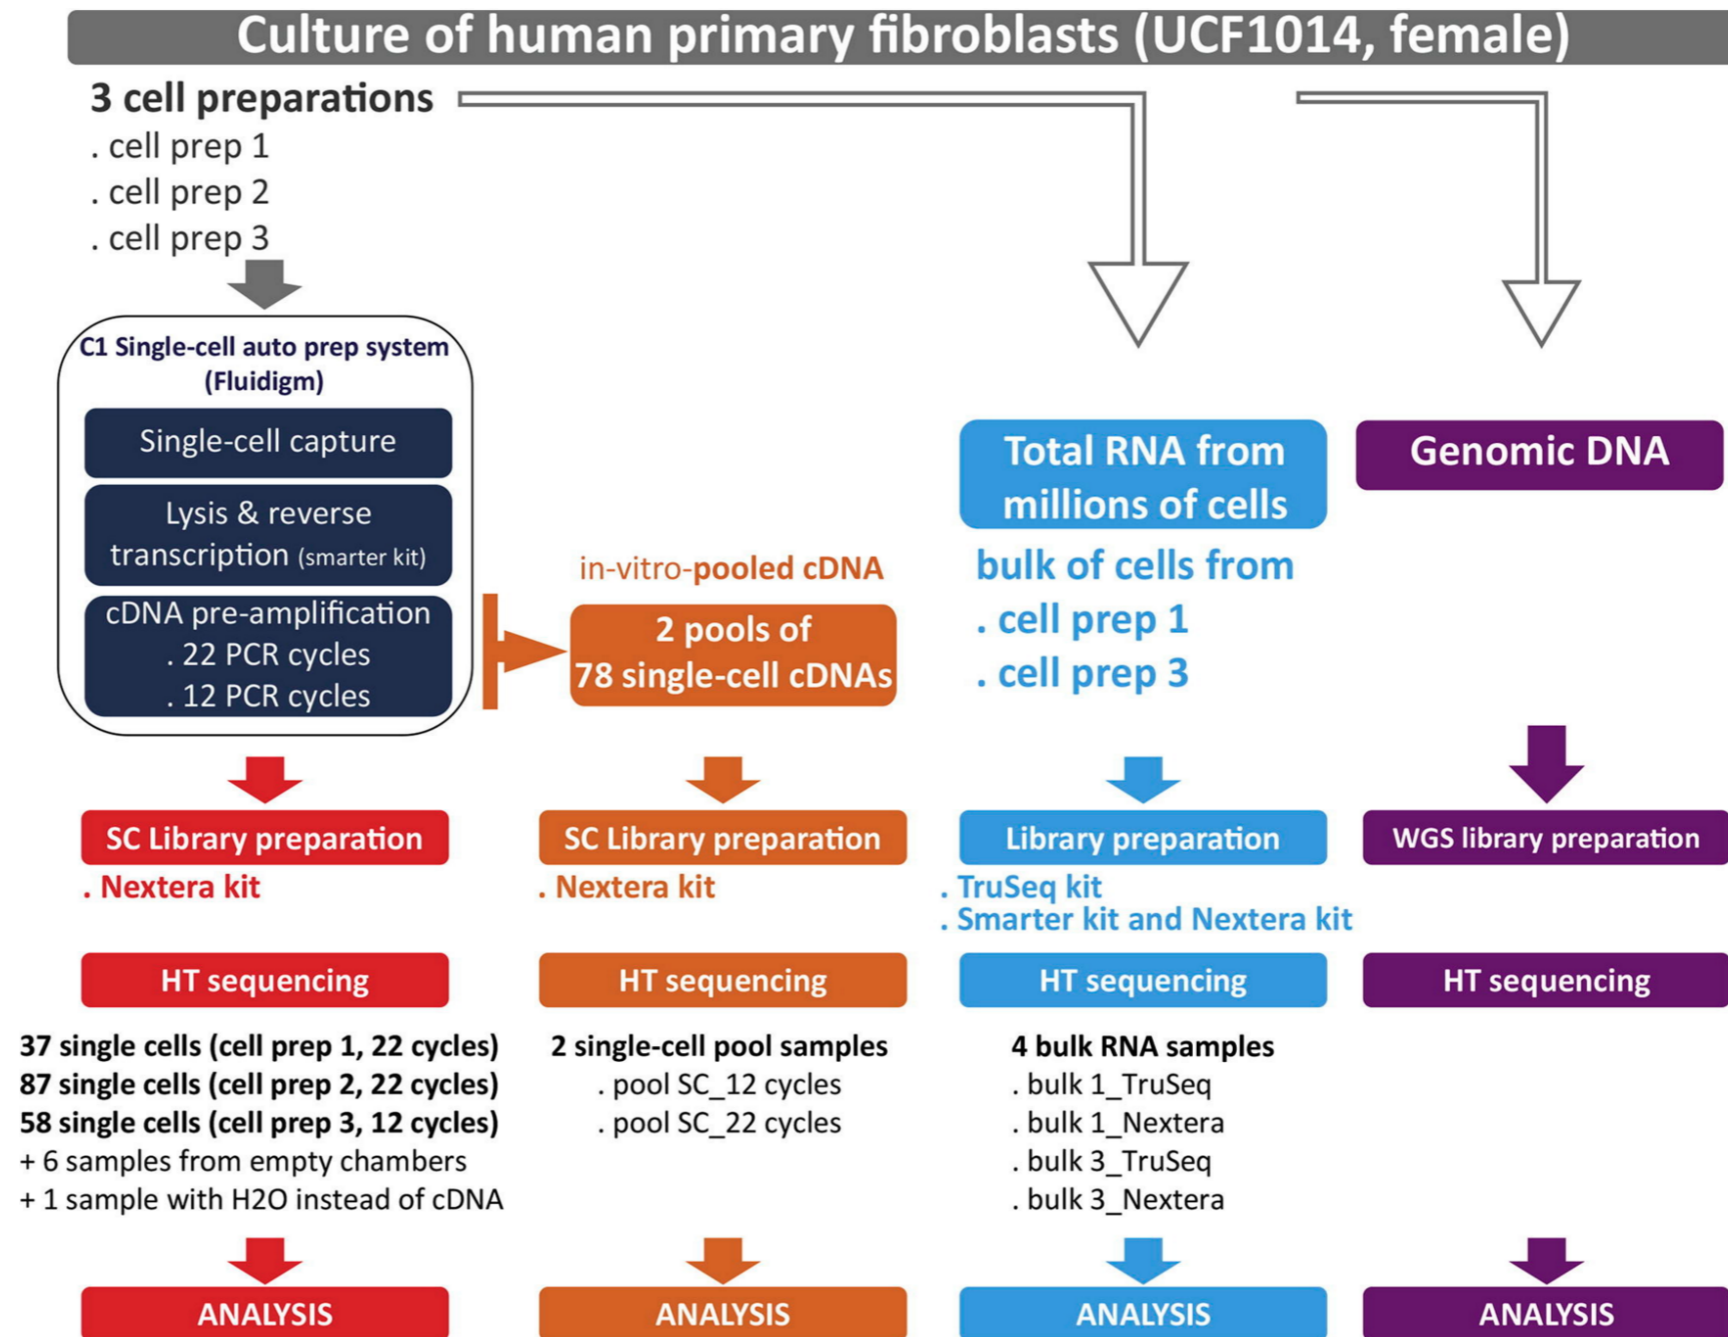 Culture of human primary fibroblasts (UCF1014, female)
3 cell preparations
. cell prep 1
. cell prep 2
. cell prep 3
C1 Single-cell auto prep system
(Fluidigm)
Single-cell capture
Lysis & reverse
transcription (smarter kit)
cDNA pre-amplification
. 22 PCR cycles
. 12 PCR cycles
in-vitro-pooled cDNA
2 pools of
78 single-cell cDNAs
Total RNA from
millions of cells
bulk of cells from
. cell prep 1
. cell prep 3
Genomic DNA
SC Library preparation
. Nextera kit
HT sequencing
37 single cells (cell prep 1, 22 cycles)
87 single cells (cell prep 2, 22 cycles)
58 single cells (cell prep 3, 12 cycles)
+ 6 samples from empty chambers
+ 1 sample with H2O instead of cDNA
ANALYSIS
SC Library preparation
. Nextera kit
HT sequencing
2 single-cell pool samples
. pool SC_12 cycles
. pool SC_22 cycles
ANALYSIS
Library preparation
. TruSeq kit
. Smarter kit and Nextera kit
HT sequencing
4 bulk RNA samples
. bulk 1_TruSeq
. bulk 1_Nextera
. bulk 3_TruSeq
. bulk 3_Nextera
ANALYSIS
WGS library preparation
HT sequencing
ANALYSIS